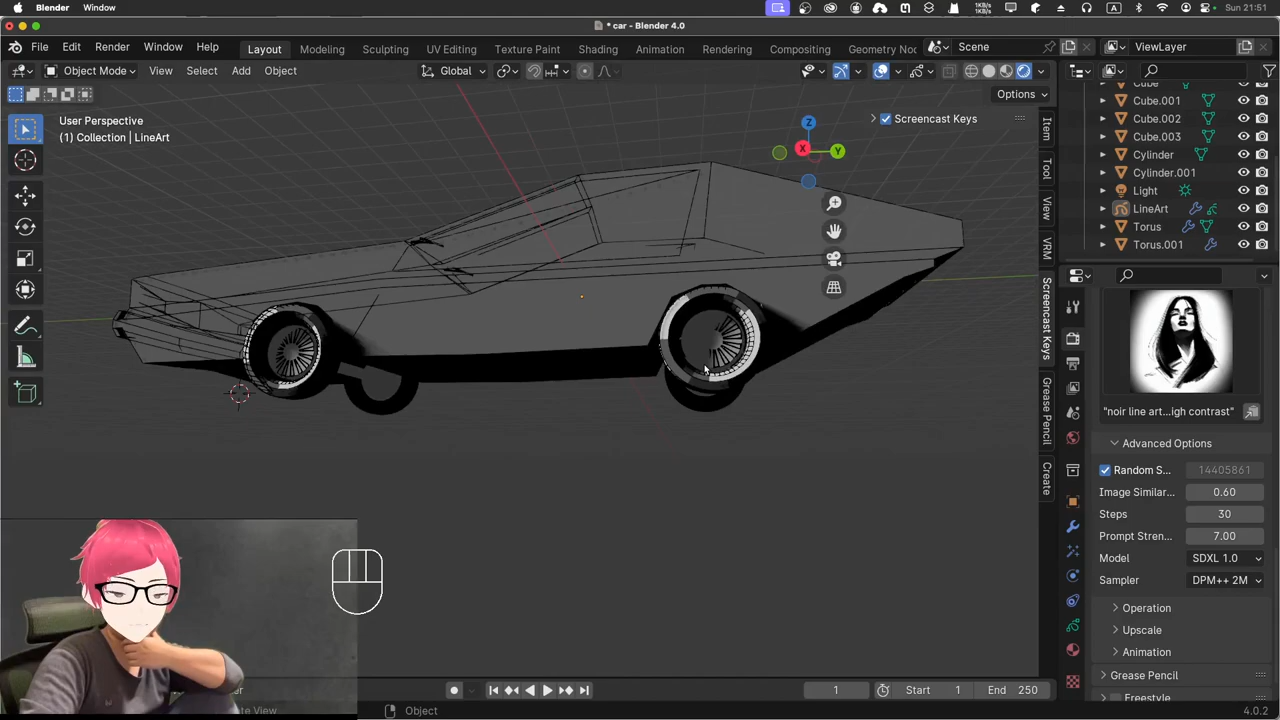 Blender Window
1KB/s
1KB/s
A
Sun 21:51
* car - Blender 4.0
File Edit Render Window Help
Layout Modeling Sculpting UV Editing Texture Paint Shading Animation Rendering Compositing Geometry Noc
Scene
ViewLayer
Object Mode View Select Add Object
Global
Options
User Perspective
(1) Collection | LineArt
Screencast Keys
Z
X
Y
Item
Tool
View
VRM
Screencast Keys
Grease Pencil
Create
Cube
Cube.001
Cube.002
Cube.003
Cylinder
Cylinder.001
Light
LineArt
Torus
Torus.001
"noir line art...igh contrast"
Advanced Options
Random S... 14405861
Image Similar... 0.60
Steps 30
Prompt Stren... 7.00
Model SDXL 1.0
Sampler DPM++ 2M
Operation
Upscale
Animation
Grease Pencil
Freestyle
1 Start 1 End 250
Object
4.0.2